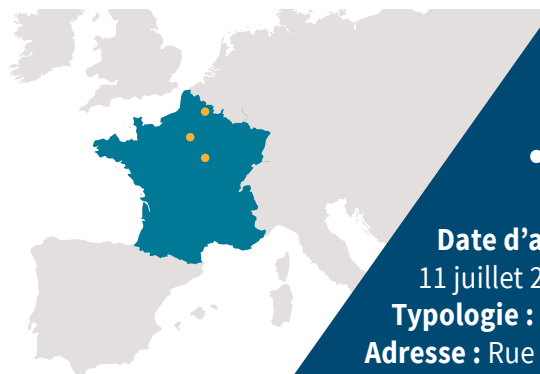 Date d’a
11 juillet 2
Typologie :
Adresse : Rue